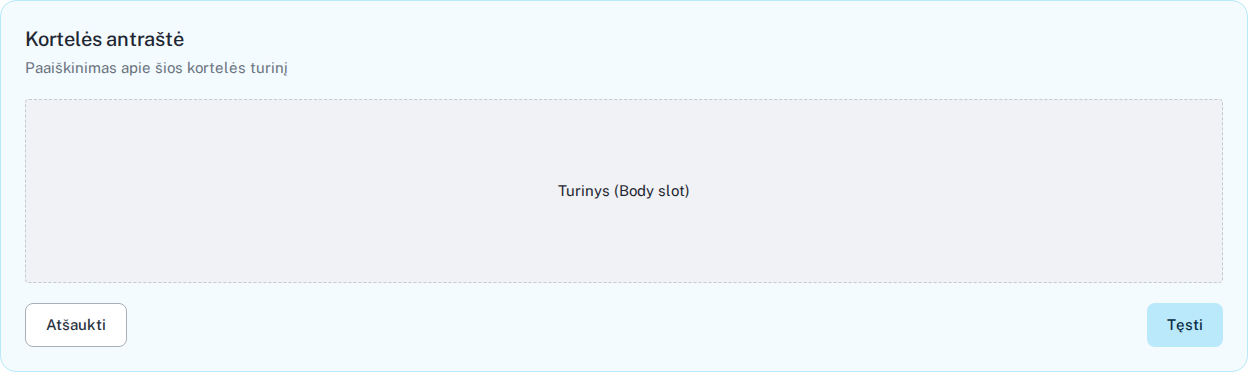 Kortelės antraštė
Paaiškinimas apie šios kortelės turinį
Turinys (Body slot)
Atšaukti
Tęsti